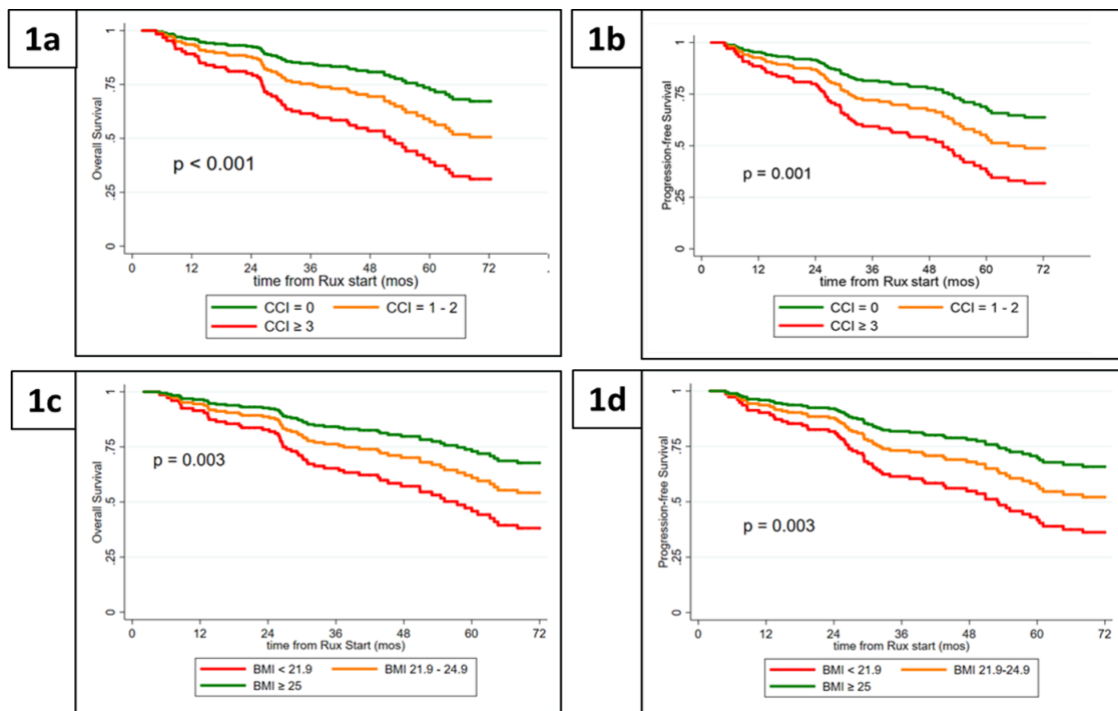 1a
Overall Survival
1
.75
.5
.25
0
p < 0.001
0 12 24 36 48 60 72 .
time from Rux start (mos)
CCI = 0 CCI = 1 - 2
CCI ≥ 3
1b
Progression-free Survival
1
.75
.5
.25
0
p = 0.001
0 12 24 36 48 60 72
time from Rux start (mos)
CCI = 0 CCI = 1 - 2
CCI ≥ 3
1c
Overall Survival
1
.75
.5
.25
0
p = 0.003
0 12 24 36 48 60 72
time from Rux Start (mos)
BMI < 21.9 BMI 21.9 - 24.9
BMI ≥ 25
1d
Progression-free Survival
1
.75
.5
.25
0
p = 0.003
0 12 24 36 48 60 72
time from Rux start (mos)
BMI < 21.9 BMI 21.9-24.9
BMI ≥ 25